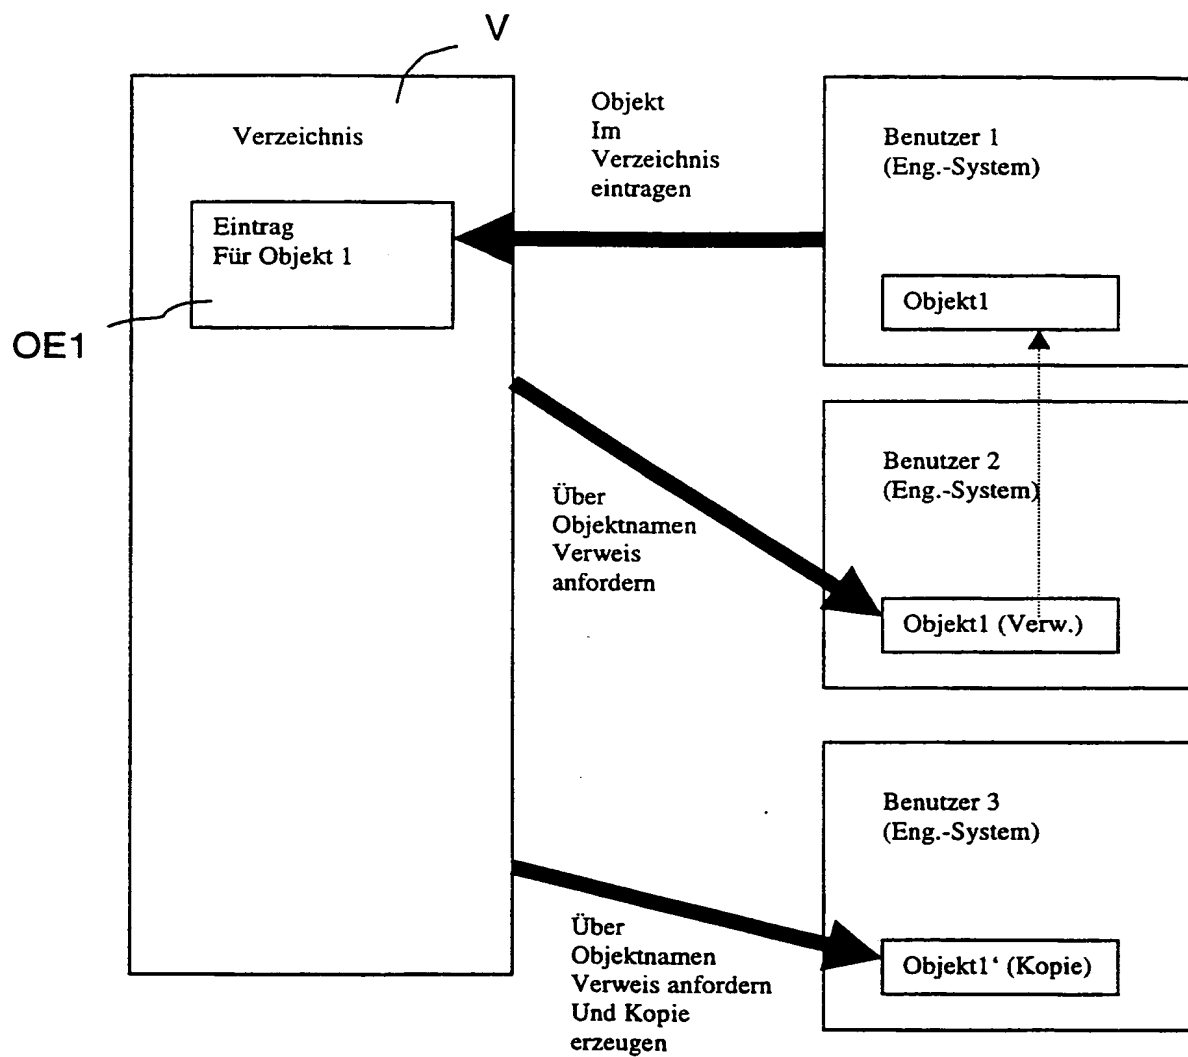 V
Verzeichnis
Eintrag
Für Objekt 1
OE1
Objekt
Im
Verzeichnis
eintragen
Benutzer 1
(Eng.-System)
Objekt1
Über
Objektnamen
Verweis
anfordern
Benutzer 2
(Eng.-System)
Objekt1 (Verw.)
Über
Objektnamen
Verweis anfordern
Und Kopie
erzeugen
Benutzer 3
(Eng.-System)
Objekt1‘ (Kopie)